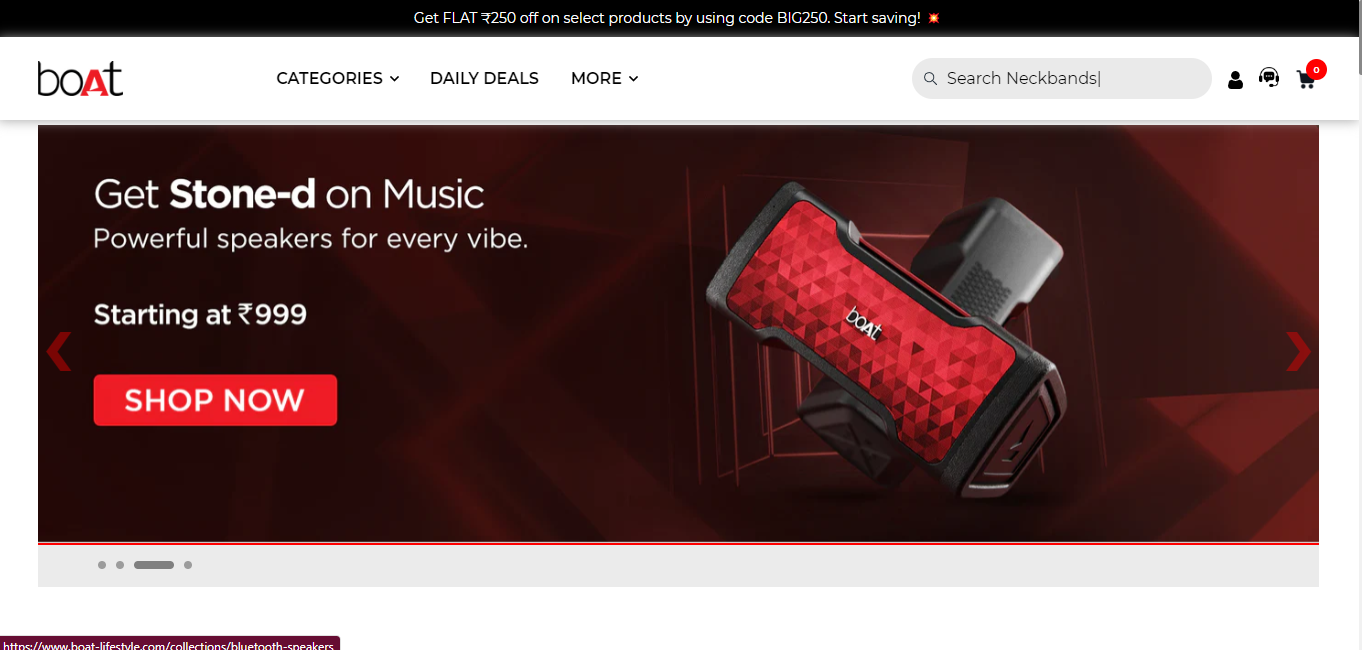 Get FLAT ₹250 off on select products by using code BIG250. Start saving! 💥
boAt
CATEGORIES
DAILY DEALS
MORE
Search Neckbands|
0
Get Stone-d on Music
Powerful speakers for every vibe.
Starting at ₹999
SHOP NOW
boAt
https://www.boat-lifestyle.com/collections/bluetooth-speakers